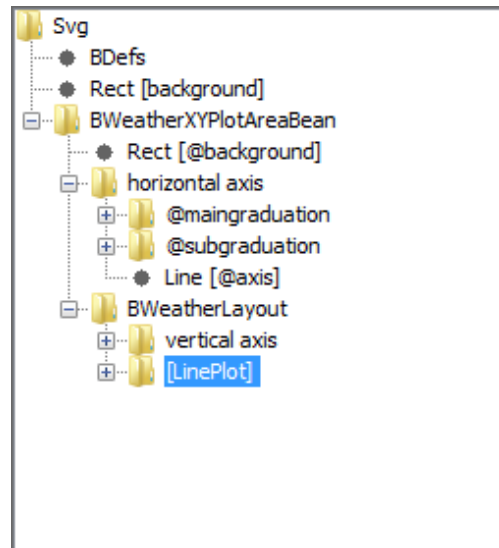 Svg
BDefs
Rect [background]
BWeatherXYPlotAreaBean
Rect [@background]
horizontal axis
@maingraduation
@subgraduation
Line [@axis]
BWeatherLayout
vertical axis
[LinePlot]